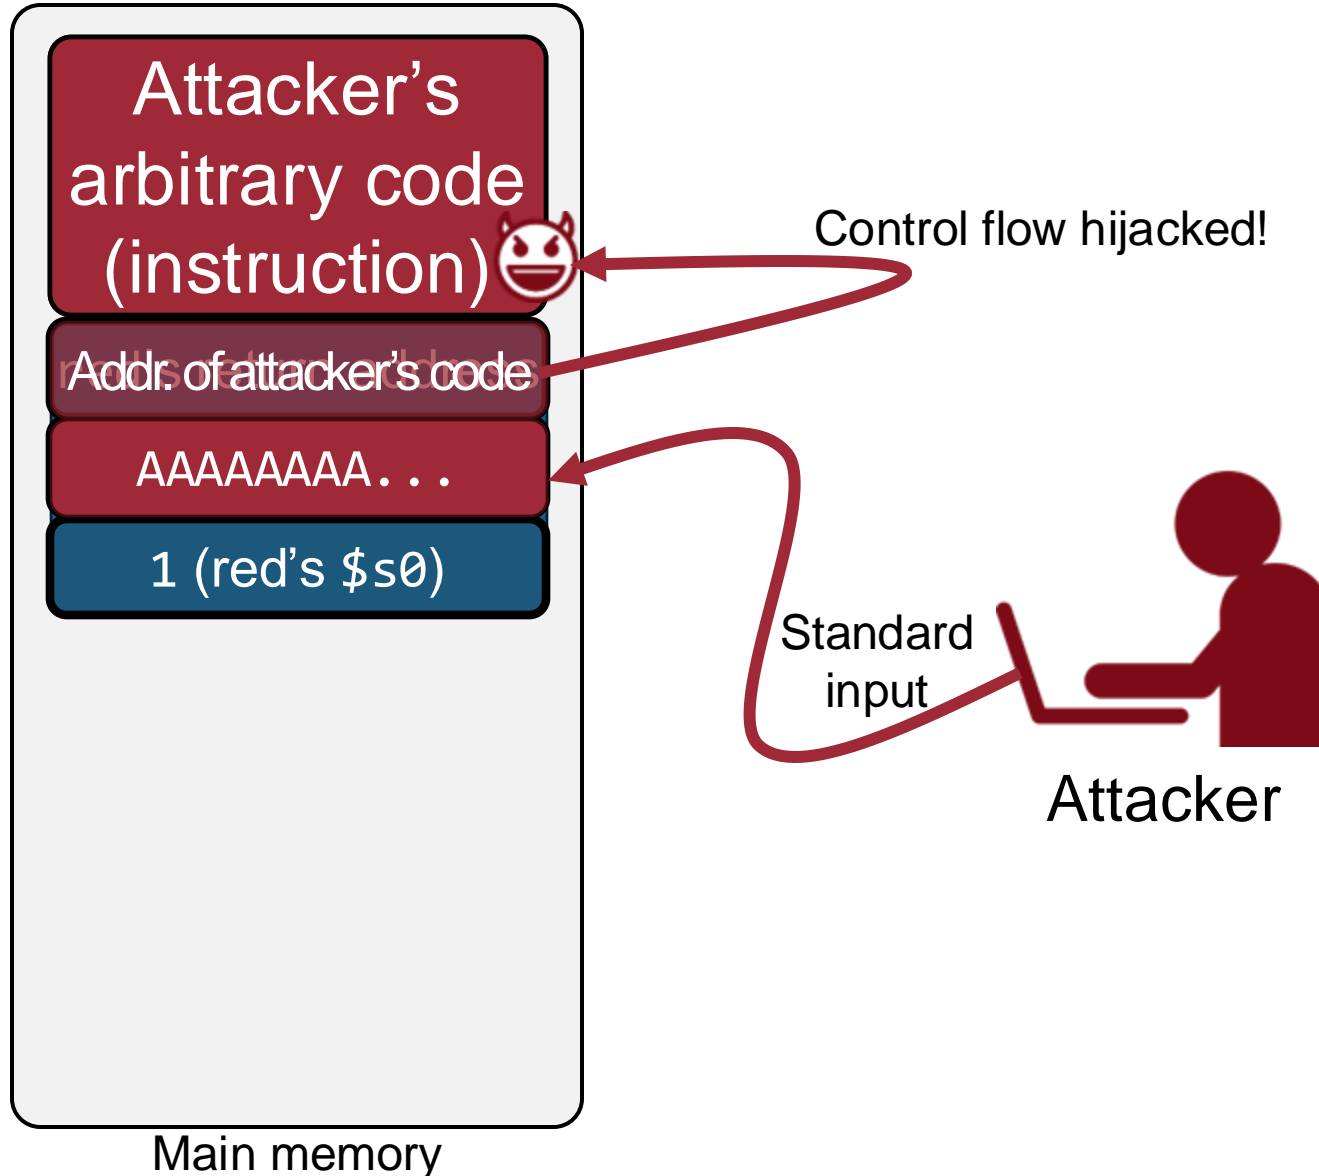 Attacker’s
arbitrary code
(instruction)
Control flow hijacked!
Addr. of attacker’s code
AAAAAAAA...
1 (red’s $s0)
Standard
input
Attacker
Main memory